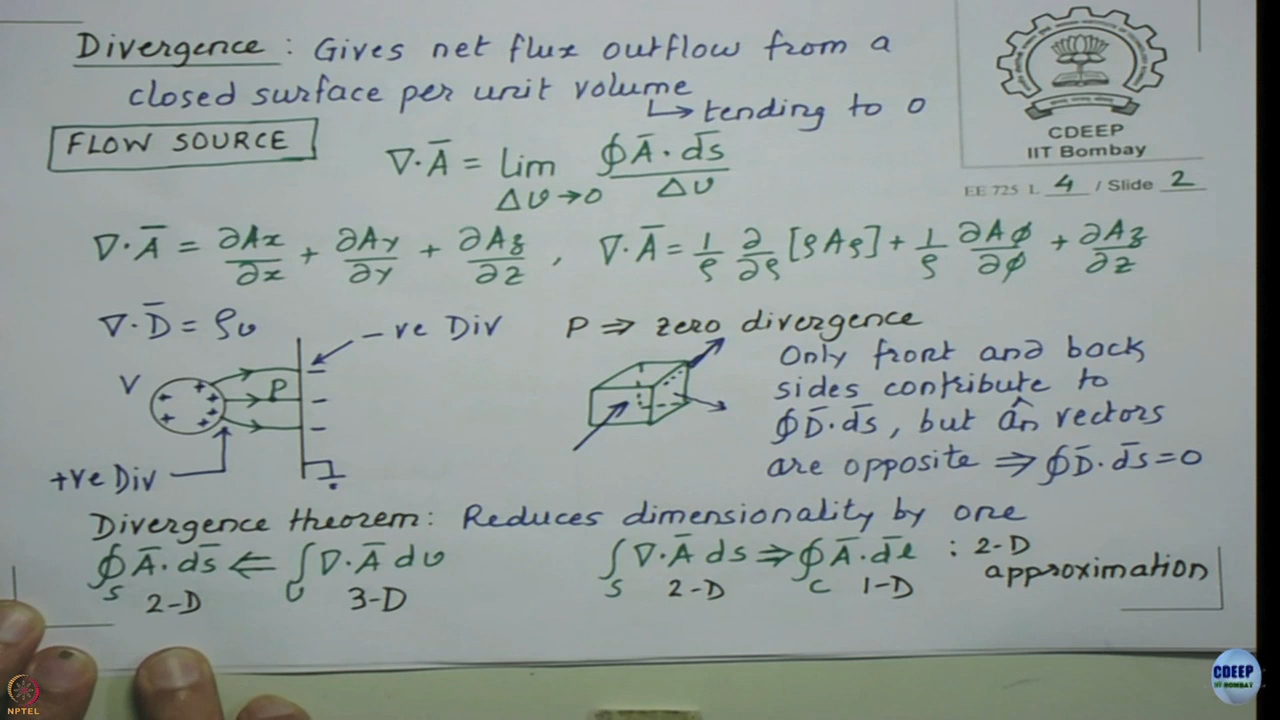 Divergence : Gives net flux outflow from a
closed surface per unit volume
↳ tending to 0
FLOW SOURCE
∇·A̅ = lim Δv→0 ∮A̅·ds̅ / Δv
CDEEP
IIT Bombay
EE 725 L 4 / Slide 2
∇·A̅ = ∂Ax/∂x + ∂Ay/∂y + ∂Az/∂z , ∇·A̅ = 1/ρ ∂/∂ρ [ρAρ] + 1/ρ ∂Aϕ/∂ϕ + ∂Az/∂z
∇·D̅ = ρv
-ve Div
P ⇒ zero divergence
V
+ + + + + +
P
- - -
+ve Div
Only front and back
sides contribute to
∮D̅·ds̅, but ân vectors
are opposite ⇒ ∮D̅·ds̅=0
Divergence theorem: Reduces dimensionality by one
∮S A̅·ds̅ ⇐ ∫v ∇·A̅ dv
2-D 3-D
∫S ∇·A̅ ds ⇒ ∮C A̅·dl̅ : 2-D
approximation
2-D 1-D
NPTEL
CDEEP
IIT BOMBAY